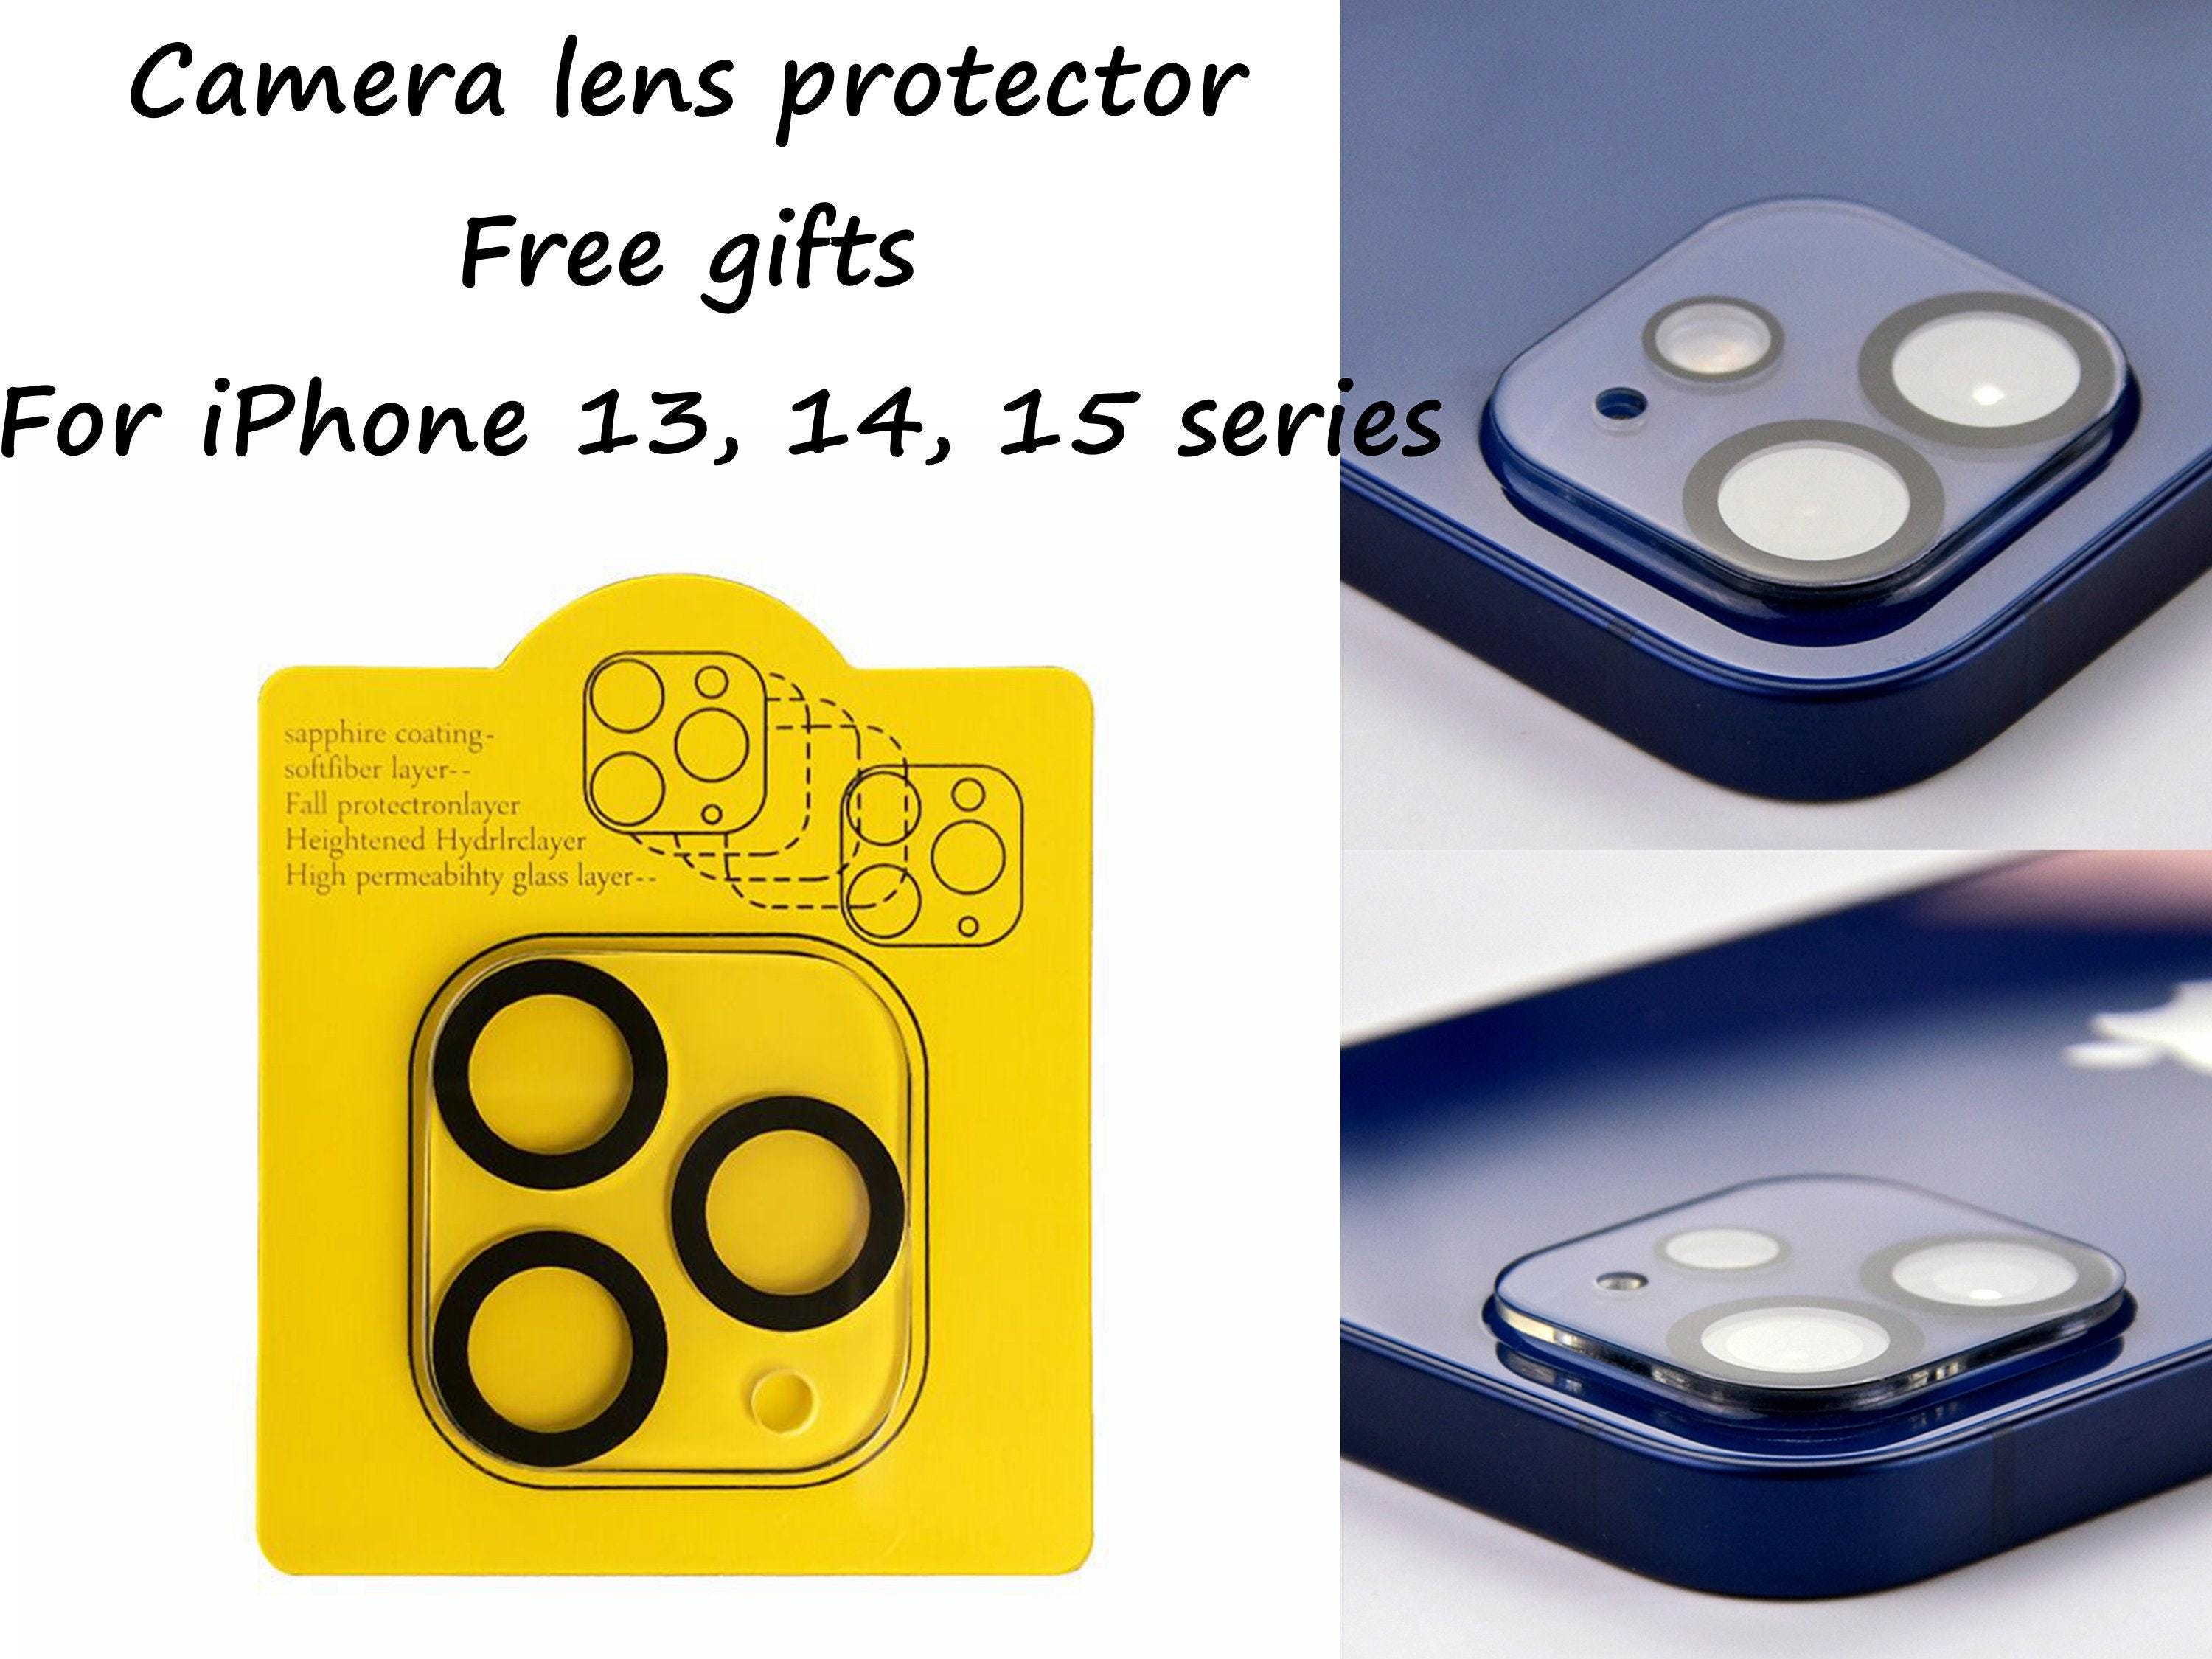 Camera lens protector
Free gifts
For iPhone 13, 14, 15 series
sapphire coating-
softfiber layer--
Fall protectronlayer
Heightened Hydrlrclayer
High permeabihty glass layer--